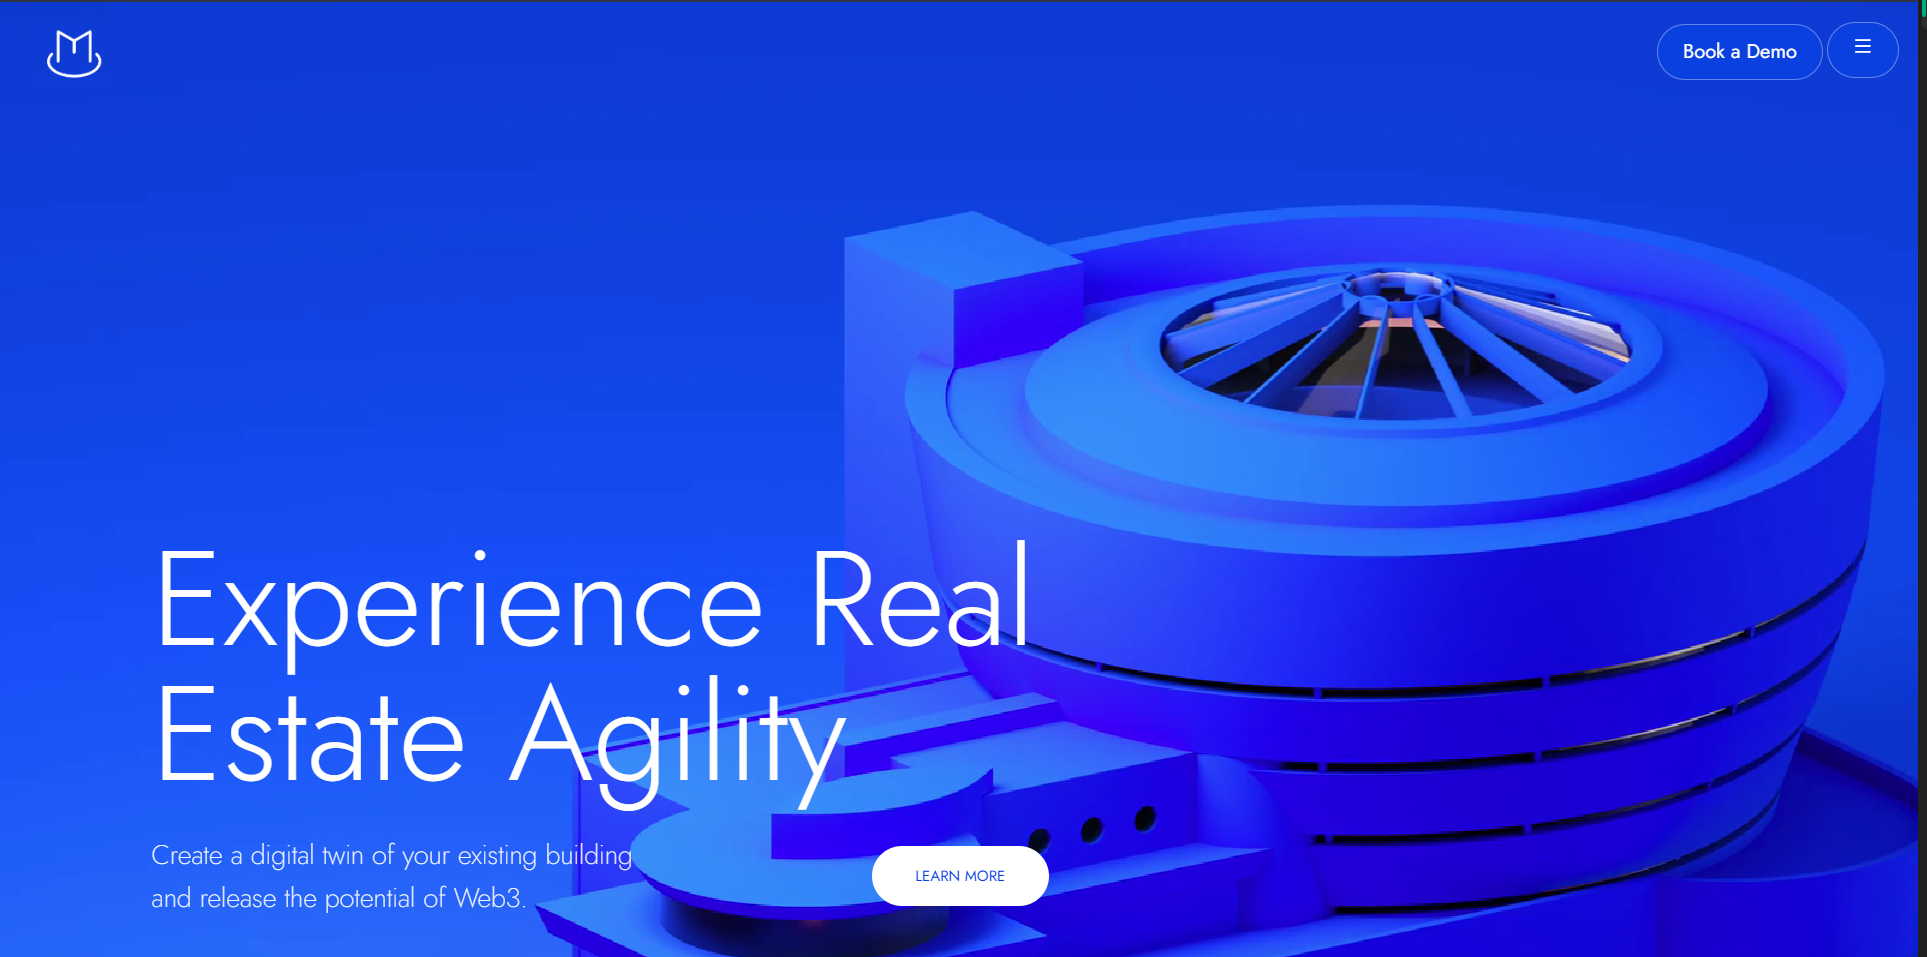 Book a Demo
Experience Real
Estate Agility
Create a digital twin of your existing building
and release the potential of Web3.
LEARN MORE